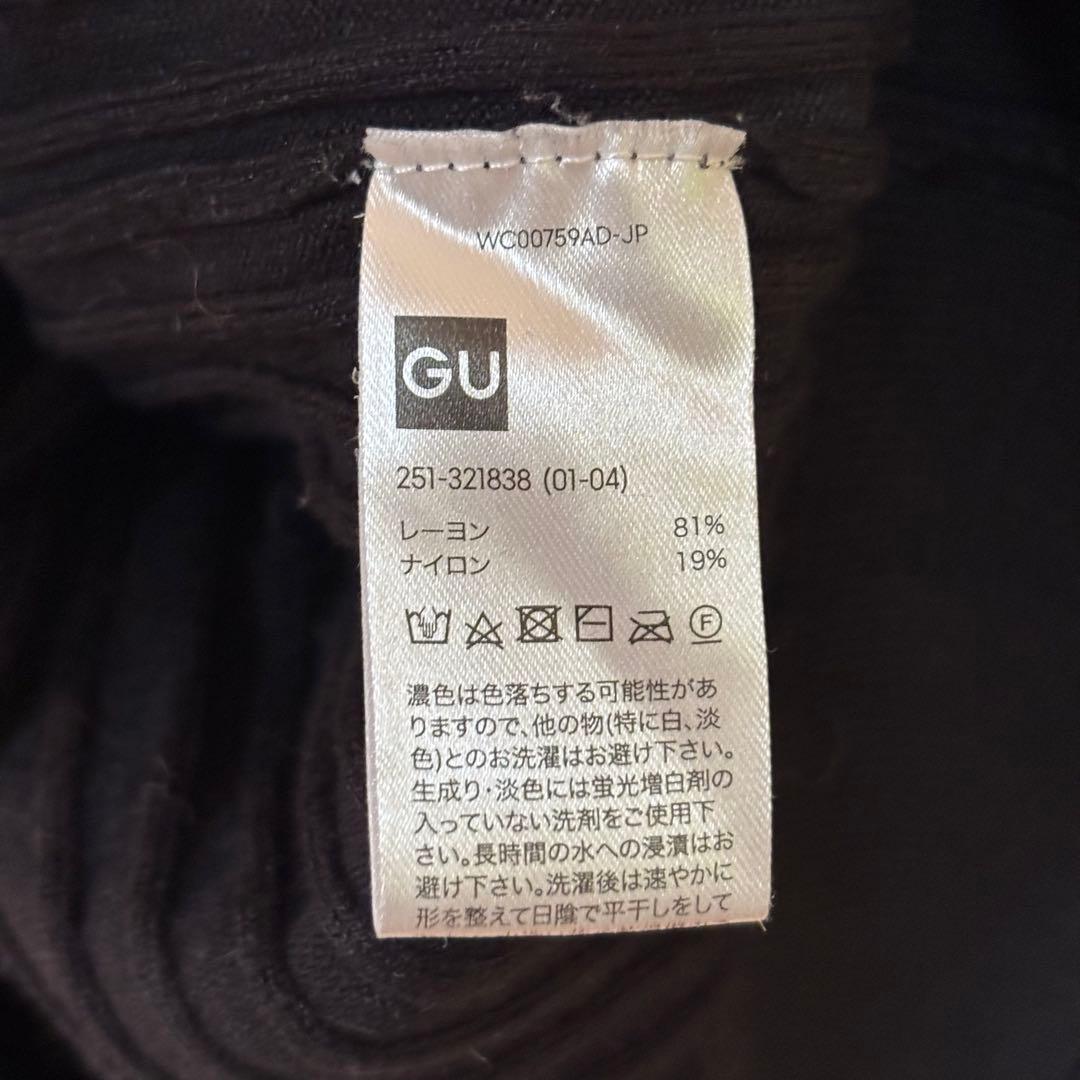 WC00759AD-JP
GU
251-321838 (01-04)
レーヨン 81%
ナイロン 19%
F
濃色は色落ちする可能性があ
りますので、他の物(特に白、淡
色)とのお洗濯はお避け下さい。
生成り・淡色には蛍光増白剤の
入っていない洗剤をご使用下
さい。長時間の水への浸漬はお
避け下さい。洗濯後は速やかに
形を整えて日陰で平干しをして